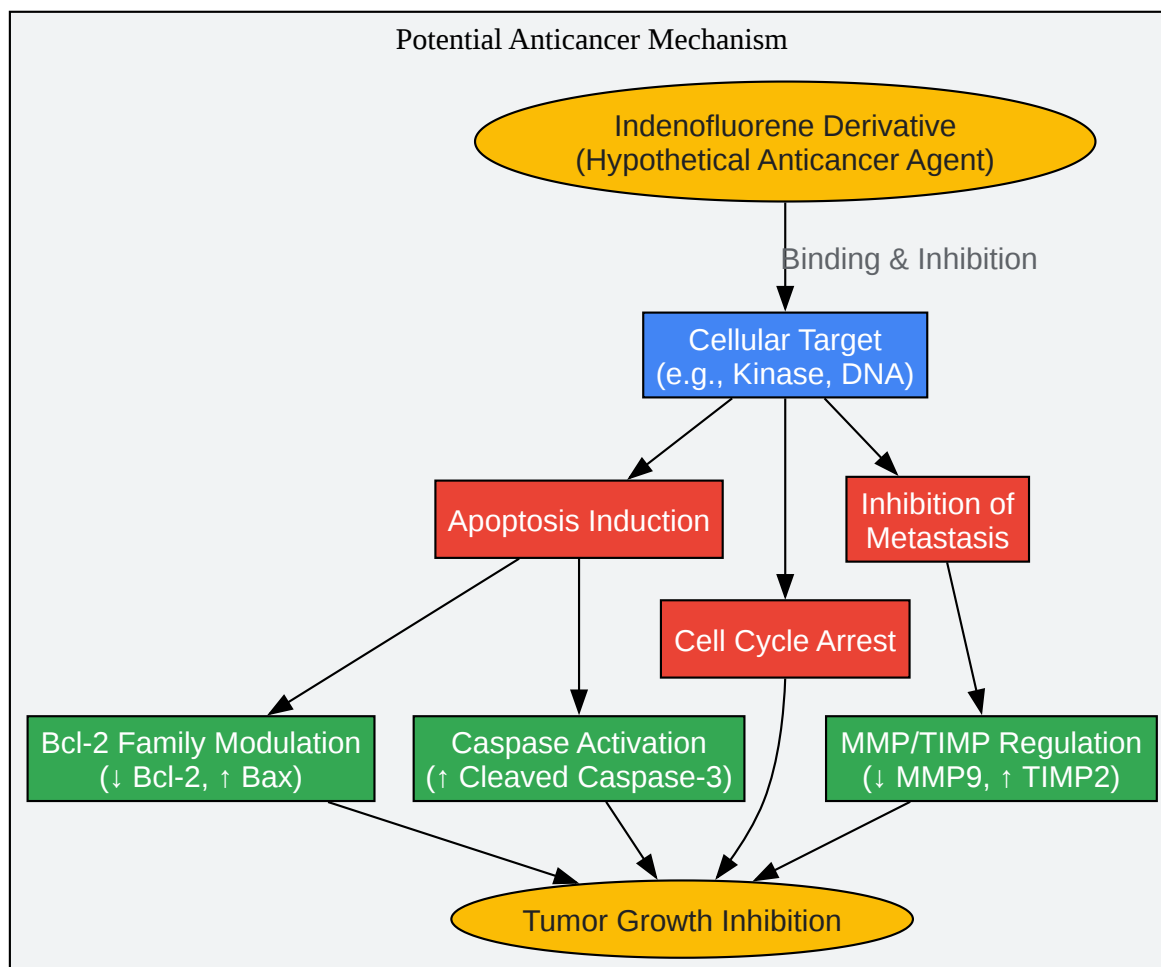 Potential Anticancer Mechanism
Indenofluorene Derivative
(Hypothetical Anticancer Agent)
Binding & Inhibition
Cellular Target
(e.g., Kinase, DNA)
Apoptosis Induction
Inhibition of
Metastasis
Cell Cycle Arrest
Bcl-2 Family Modulation
(↓ Bcl-2, ↑ Bax)
Caspase Activation
(↑ Cleaved Caspase-3)
MMP/TIMP Regulation
(↓ MMP9, ↑ TIMP2)
Tumor Growth Inhibition